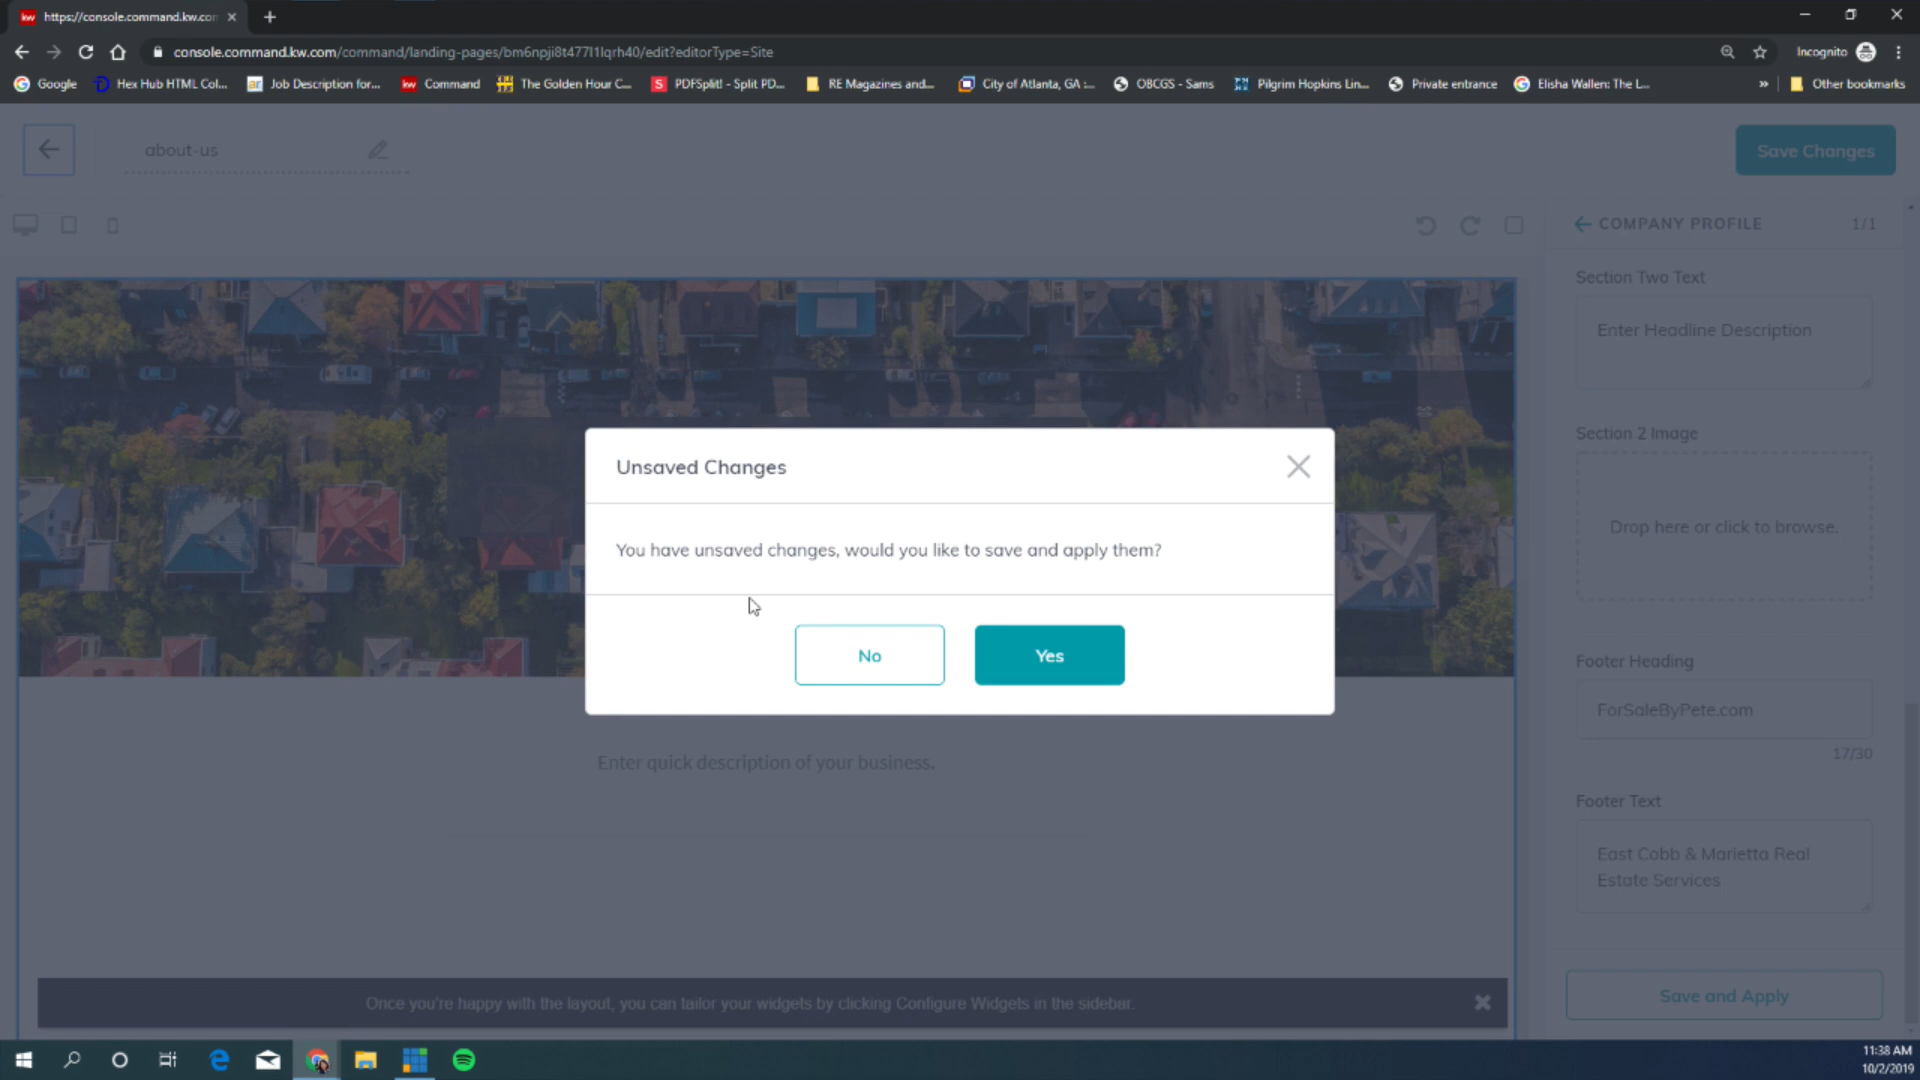 https://console.command.kw.con
console.command.kw.com/command/landing-pages/bm6npji8t477l1lqrh40/edit?editorType=Site
Incognito
Google
Hex Hub HTML Col...
Job Description for...
kw Command
The Golden Hour C...
S PDFSplit! - Split PD...
RE Magazines and...
City of Atlanta, GA :...
OBCGS - Sams
Pilgrim Hopkins Lin...
Private entrance
Elisha Wallen: The L...
»
Other bookmarks
about-us
Save Changes
COMPANY PROFILE
1/1
Section Two Text
Enter Headline Description
Section 2 Image
Drop here or click to browse.
Footer Heading
ForSaleByPete.com
17/30
Footer Text
East Cobb & Marietta Real
Estate Services
Save and Apply
Unsaved Changes
You have unsaved changes, would you like to save and apply them?
No
Yes
Enter quick description of your business.
Once you're happy with the layout, you can tailor your widgets by clicking Configure Widgets in the sidebar.
11:38 AM
10/2/2019